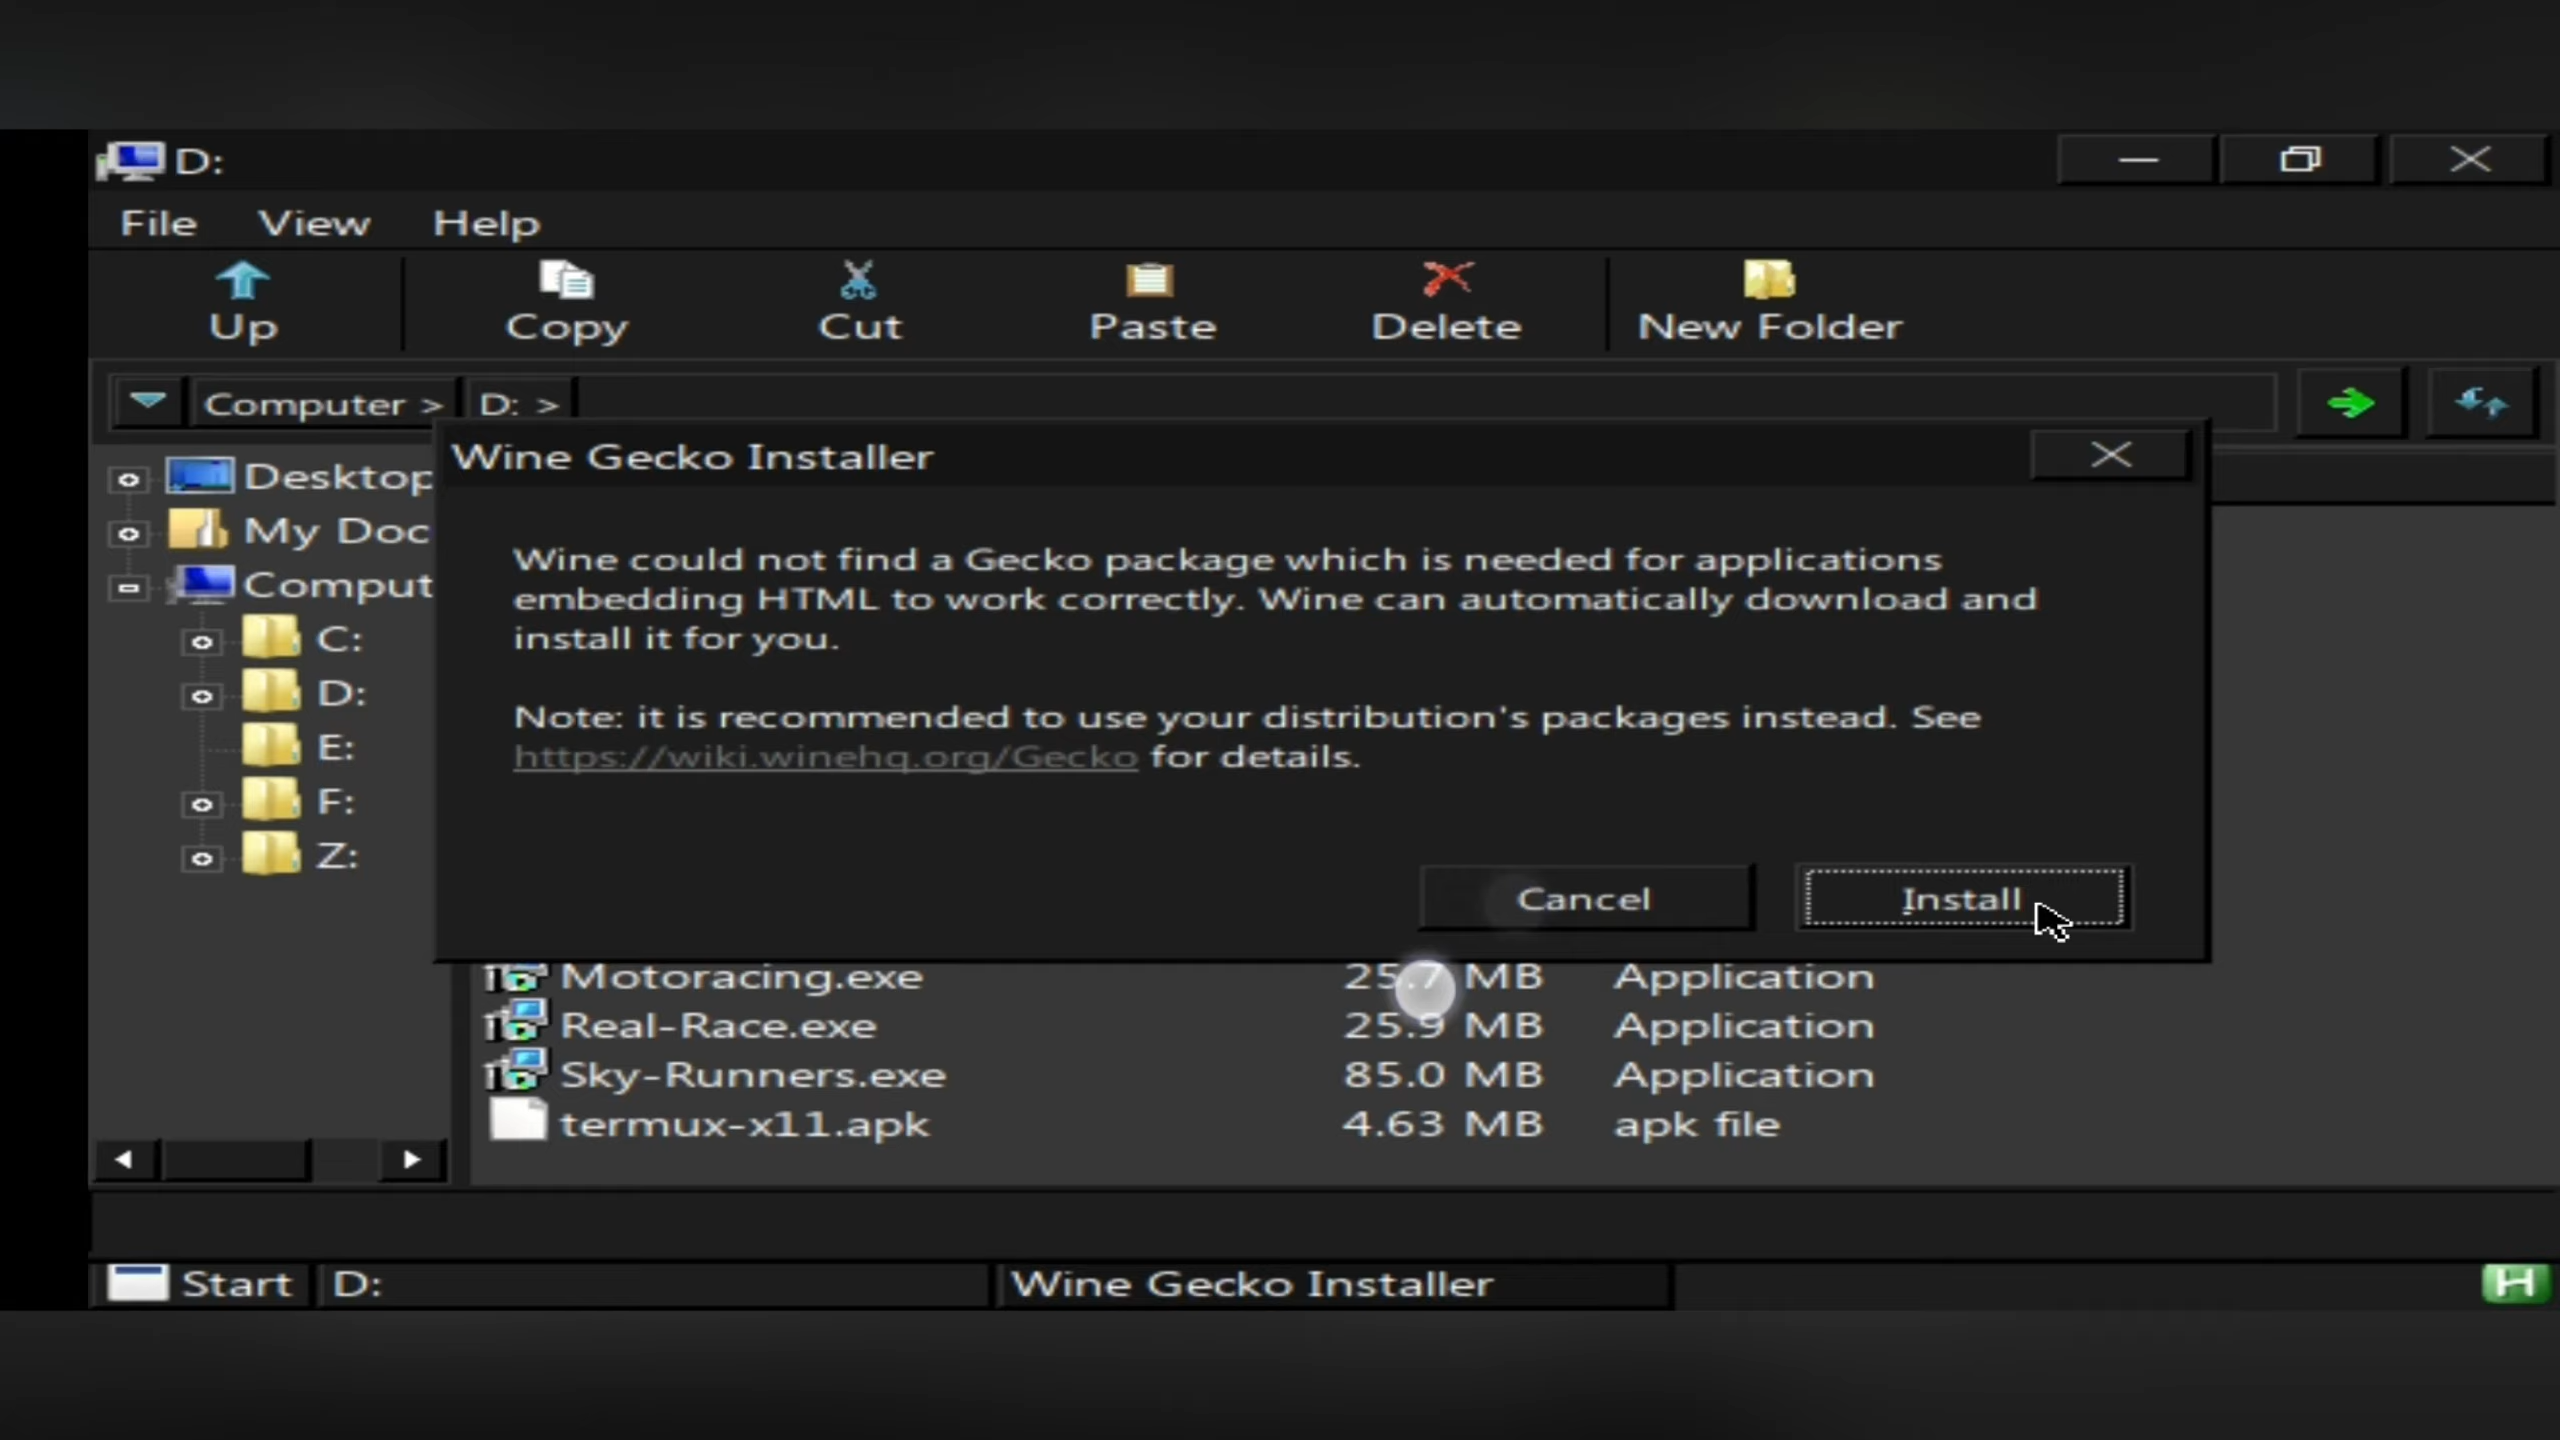 D:
File View Help
Up Copy Cut Paste Delete New Folder
Computer > D: >
Wine Gecko Installer
Desktop
My Doc
Comput
C:
D:
E:
F:
Z:
Wine could not find a Gecko package which is needed for applications
embedding HTML to work correctly. Wine can automatically download and
install it for you.
Note: it is recommended to use your distribution's packages instead. See
https://wiki.winehq.org/Gecko for details.
Cancel Install
Motoracing.exe 25.7 MB Application
Real-Race.exe 25.9 MB Application
Sky-Runners.exe 85.0 MB Application
termux-x11.apk 4.63 MB apk file
Start D: Wine Gecko Installer H